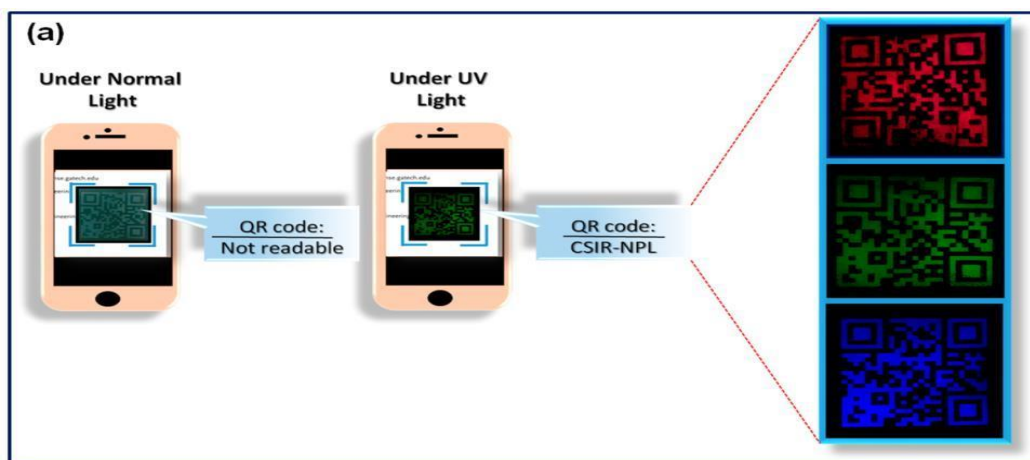 (a)
Under Normal
Light
Under UV
Light
QR code:
Not readable
QR code:
CSIR-NPL